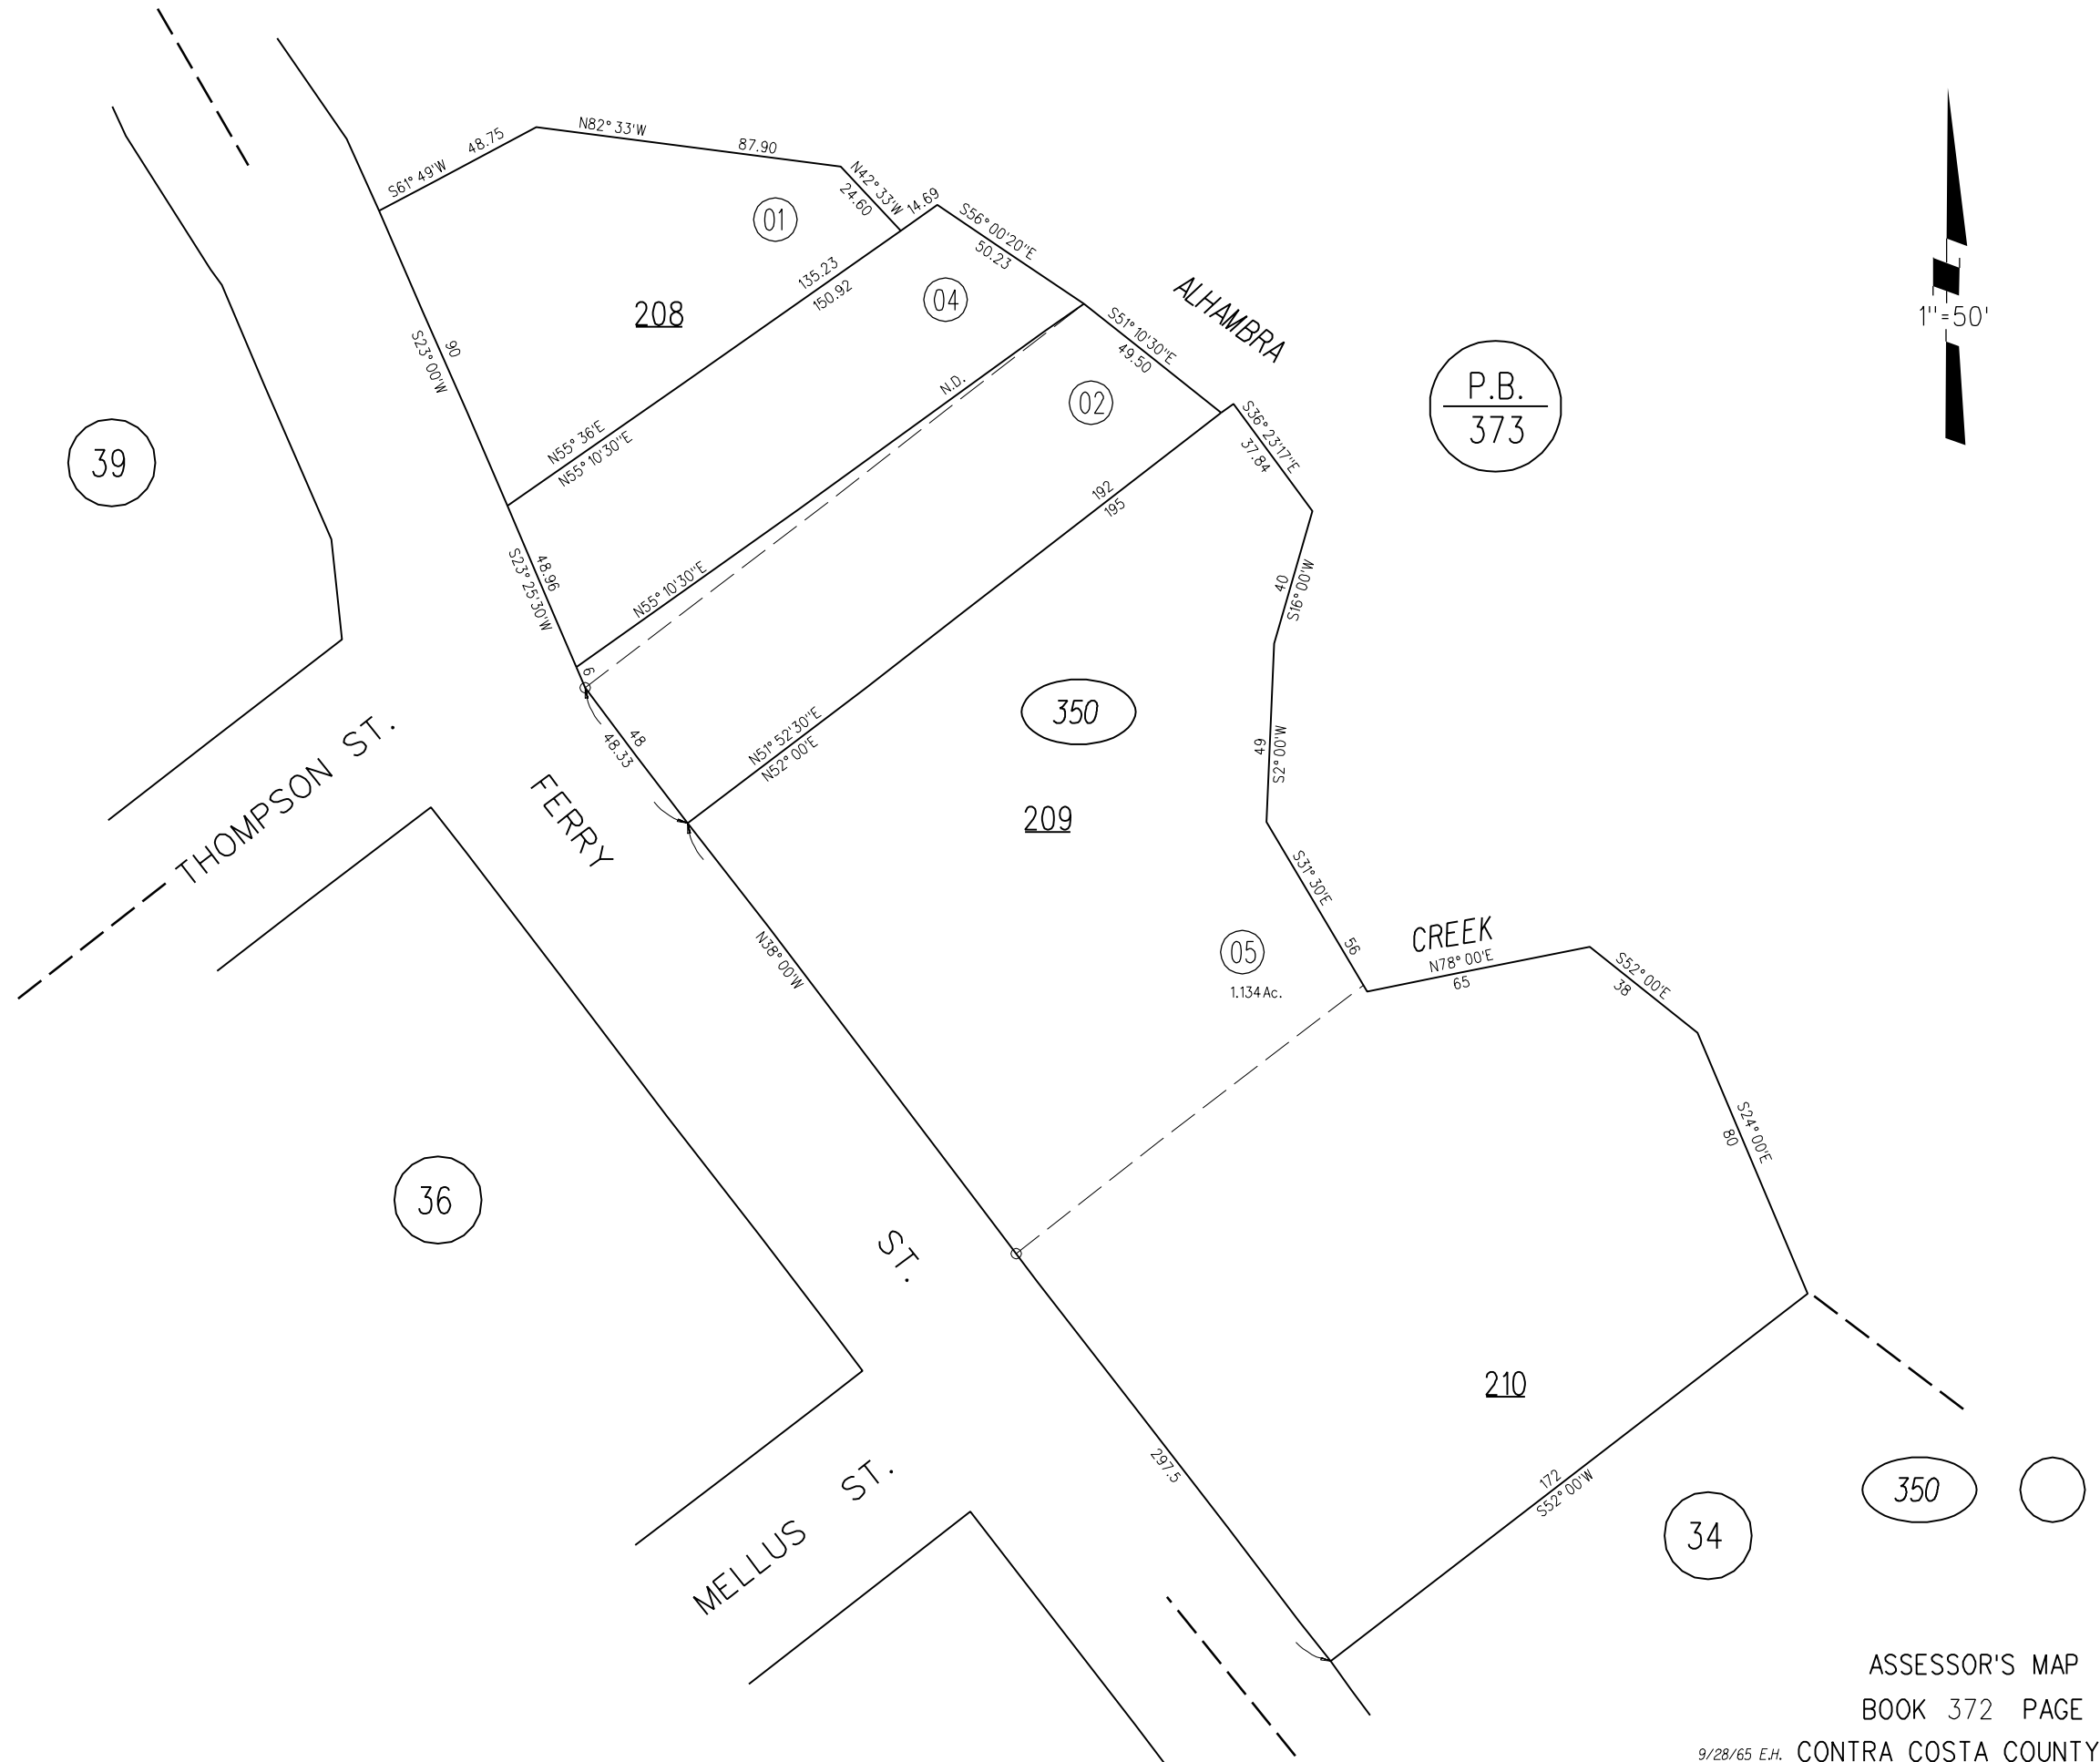 N82°33'W
87.90
48.75
S61°49'W
N42°33'W
24.60
14.69
S56°00'20"E
50.23
01
135.23
150.92
04
208
ALHAMBRA
1"=50'
S51°10'30"E
49.50
90
S23°00'W
N.D.
02
P.B.
373
S36°23'17"E
37.84
39
N55°36'E
N55°10'30"E
192
195
48.96
S23°25'30"W
N55°10'30"E
40
S16°00'W
6
350
48
48.33
N51°52'30"E
N52°00'E
49
S2°00'W
THOMPSON ST.
FERRY
209
S31°30'E
56
CREEK
N78°00'E
65
S52°00'E
38
N38°00'W
05
1.134 Ac.
S24°00'E
80
36
ST.
210
297.5
172
S52°00'W
MELLUS ST.
34
350
ASSESSOR'S MAP
BOOK 372 PAGE
9/28/65 E.H. CONTRA COSTA COUNTY